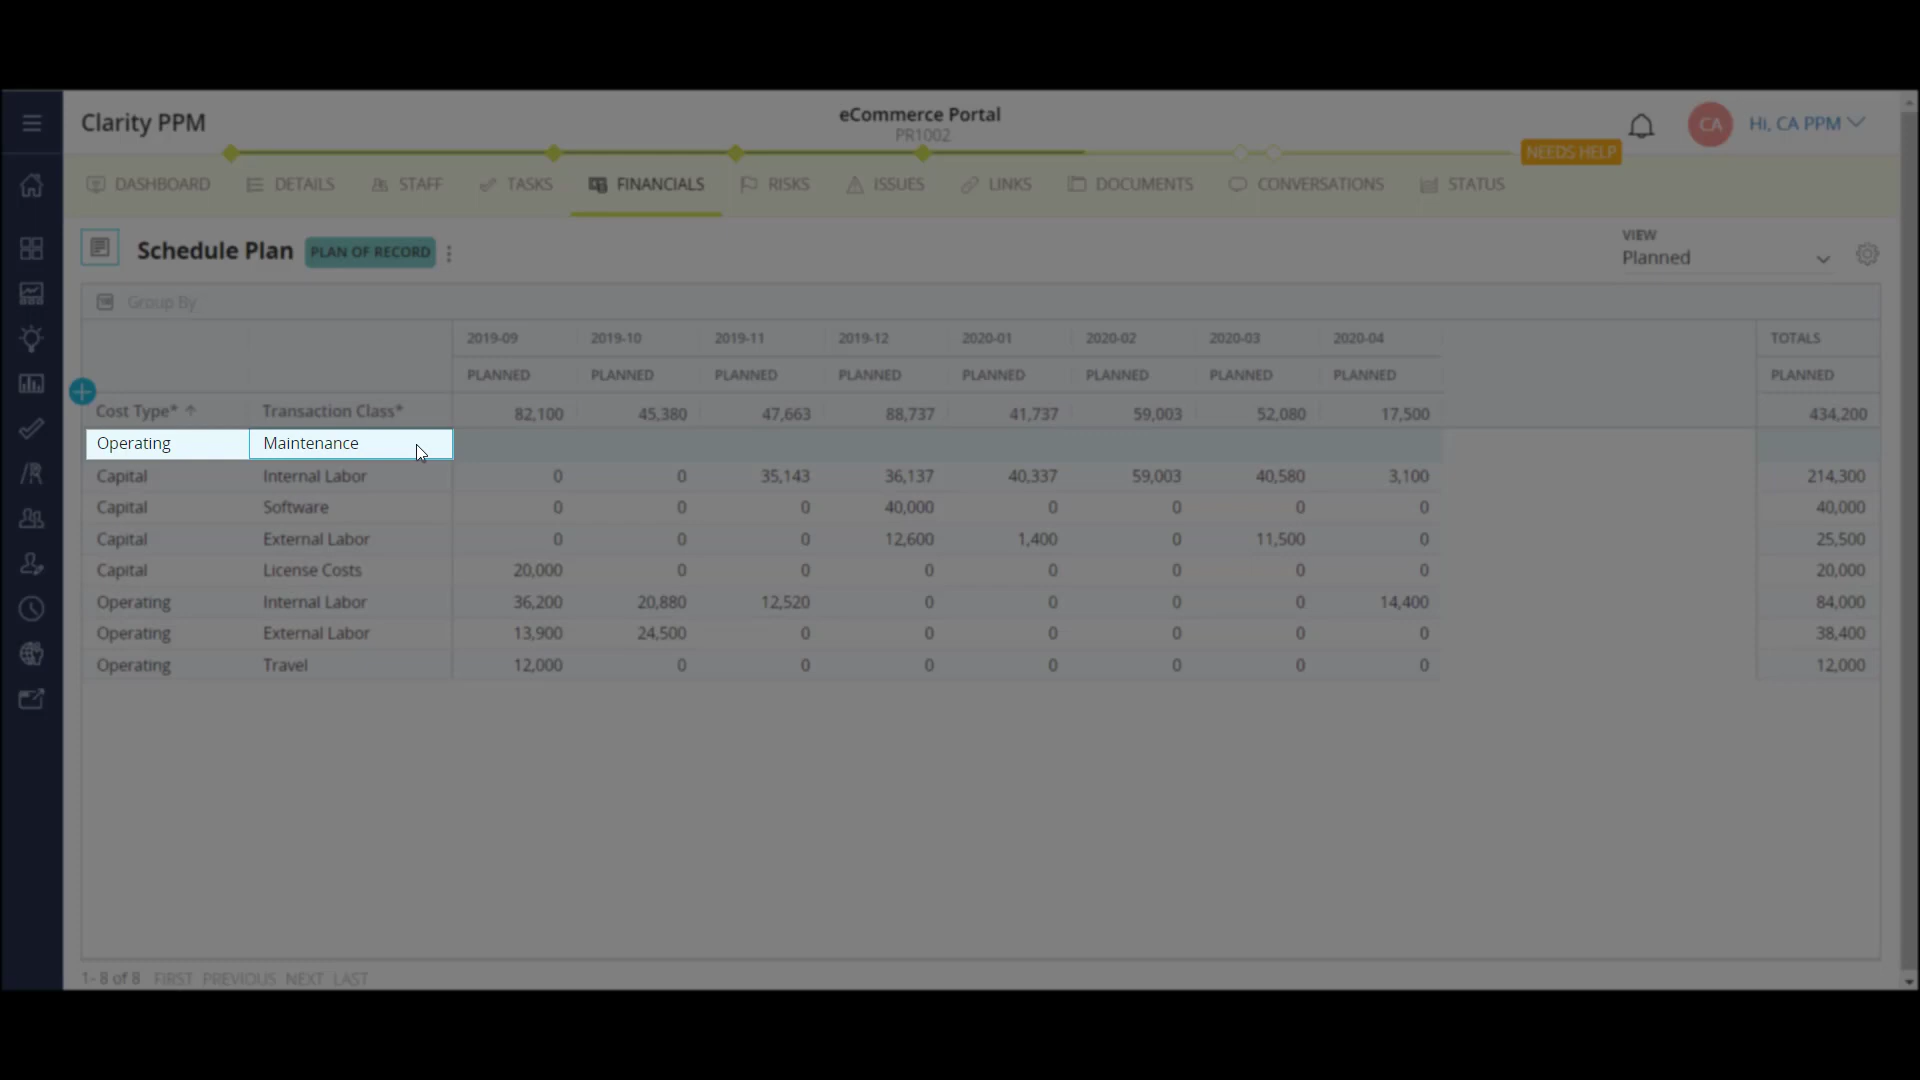 Clarity PPM
eCommerce Portal
PR1002
CA
Hi, CA PPM
NEEDS HELP
DASHBOARD DETAILS STAFF TASKS FINANCIALS RISKS ISSUES LINKS DOCUMENTS CONVERSATIONS STATUS
Schedule Plan PLAN OF RECORD
VIEW
Planned
Group By
2019-09 2019-10 2019-11 2019-12 2020-01 2020-02 2020-03 2020-04 TOTALS
PLANNED PLANNED PLANNED PLANNED PLANNED PLANNED PLANNED PLANNED PLANNED
Cost Type* Transaction Class* 82,100 45,380 47,663 88,737 41,737 59,003 52,080 17,500 434,200
Operating Maintenance
Capital Internal Labor 0 0 35,143 36,137 40,337 59,003 40,580 3,100 214,300
Capital Software 0 0 0 40,000 0 0 0 0 40,000
Capital External Labor 0 0 0 12,600 1,400 0 11,500 0 25,500
Capital License Costs 20,000 0 0 0 0 0 0 0 20,000
Operating Internal Labor 36,200 20,880 12,520 0 0 0 0 14,400 84,000
Operating External Labor 13,900 24,500 0 0 0 0 0 0 38,400
Operating Travel 12,000 0 0 0 0 0 0 0 12,000
1- 8 of 8 FIRST PREVIOUS NEXT LAST